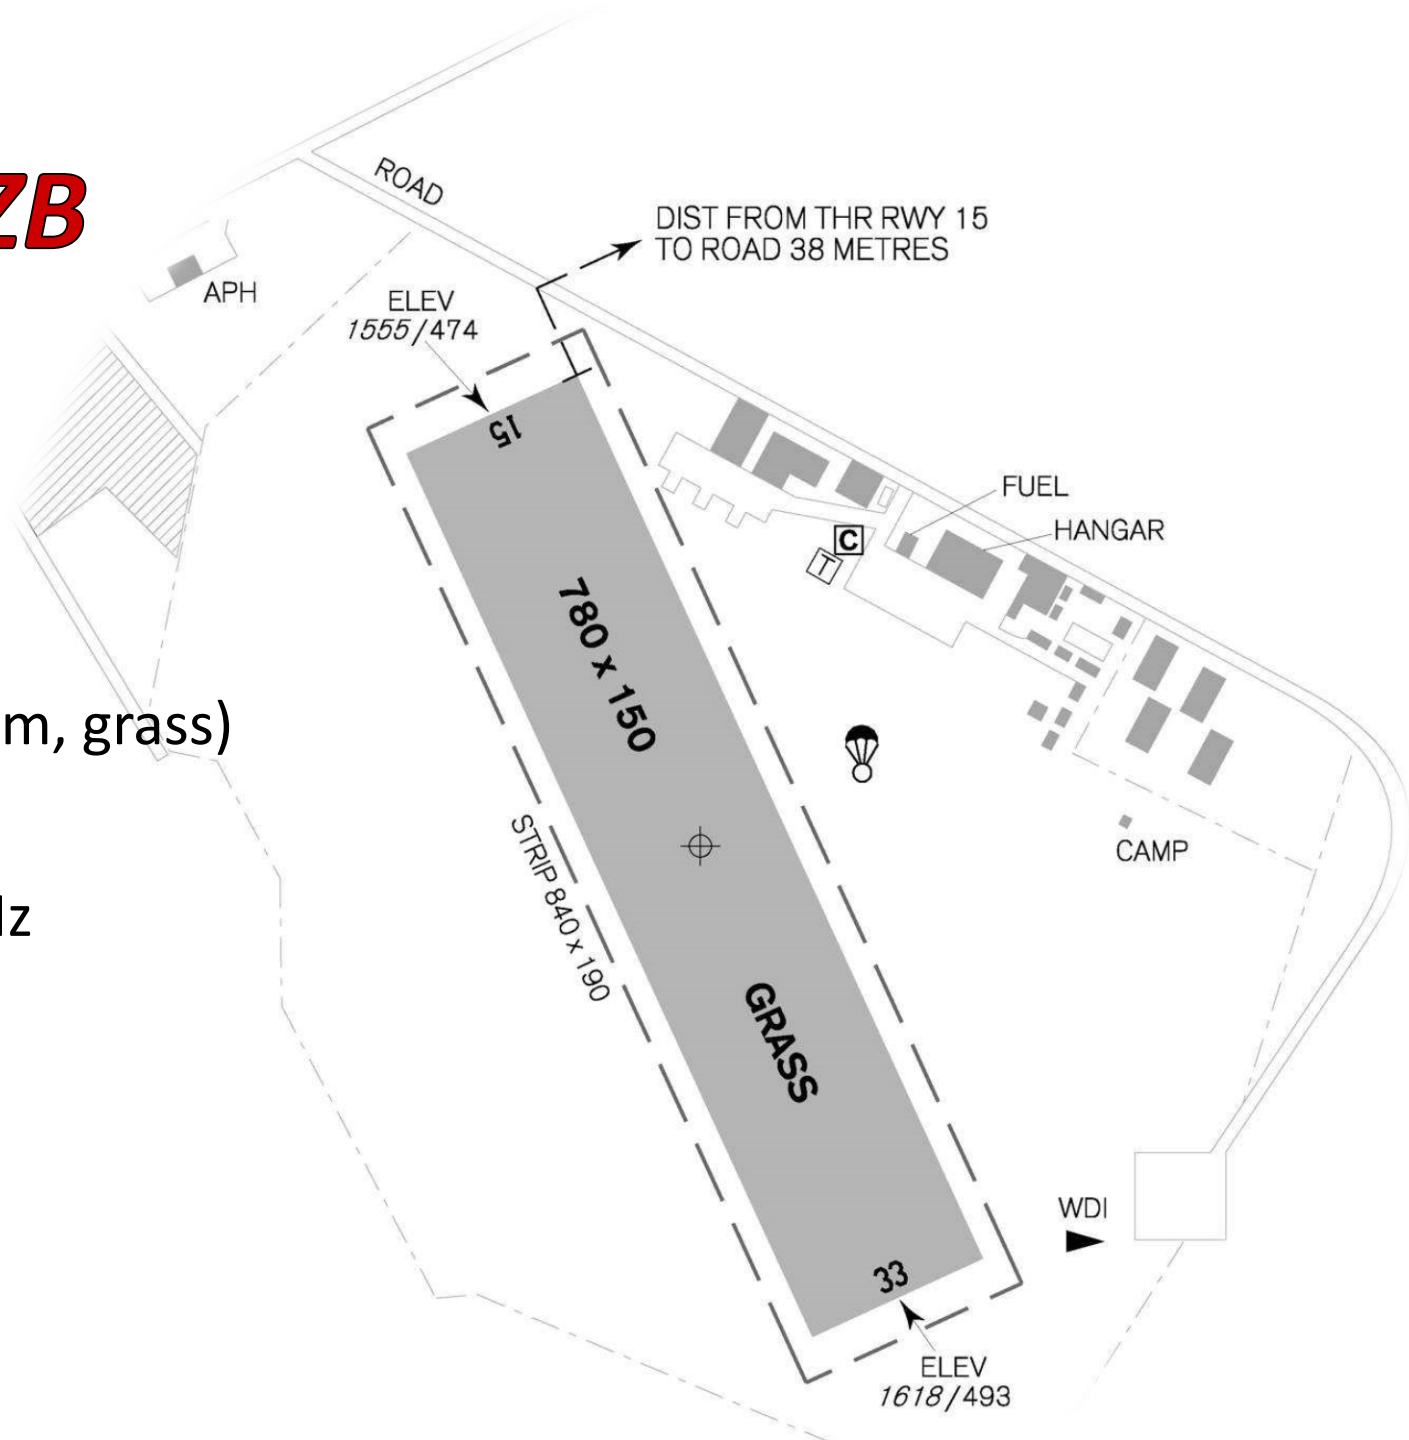 ZB
ROAD
DIST FROM THR RWY 15
TO ROAD 38 METRES
APH
ELEV
1555/474
15
FUEL
HANGAR
C
T
780 x 150
m, grass)
STRIP 840 x 190
CAMP
lz
GRASS
WDI
33
ELEV
1618/493